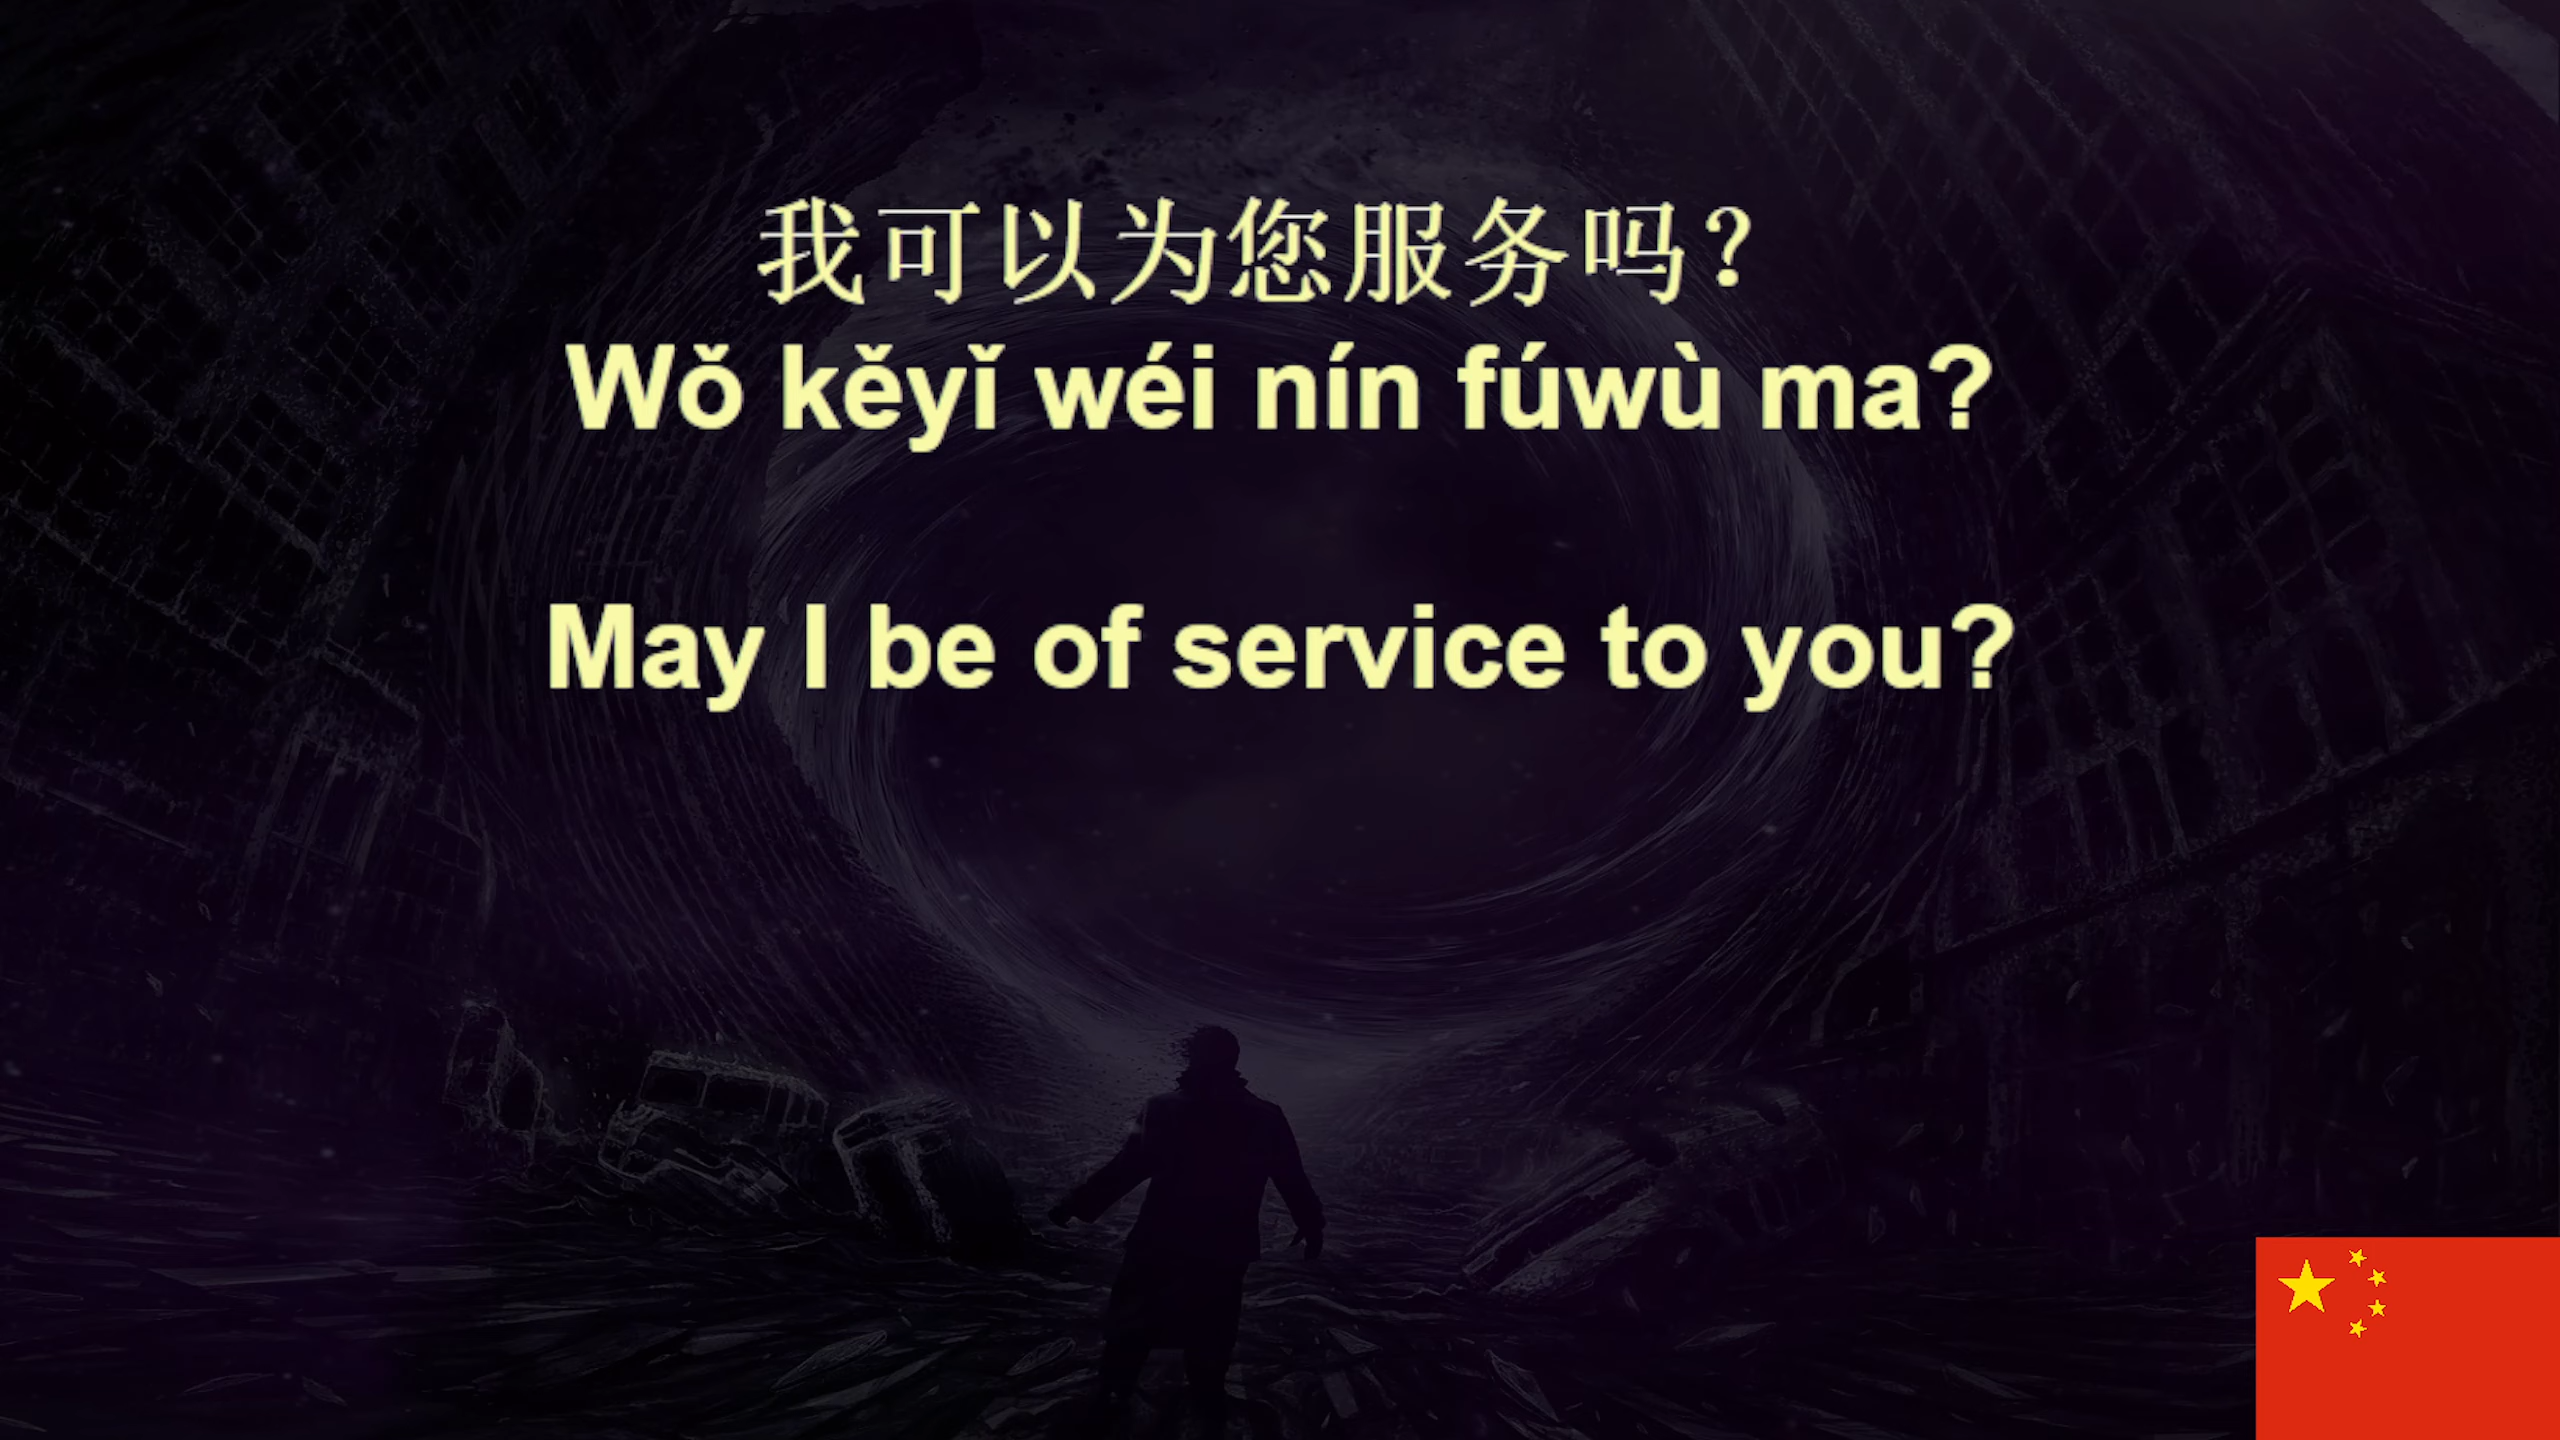 我可以为您服务吗？
Wǒ kěyǐ wéi nín fúwù ma?
May I be of service to you?